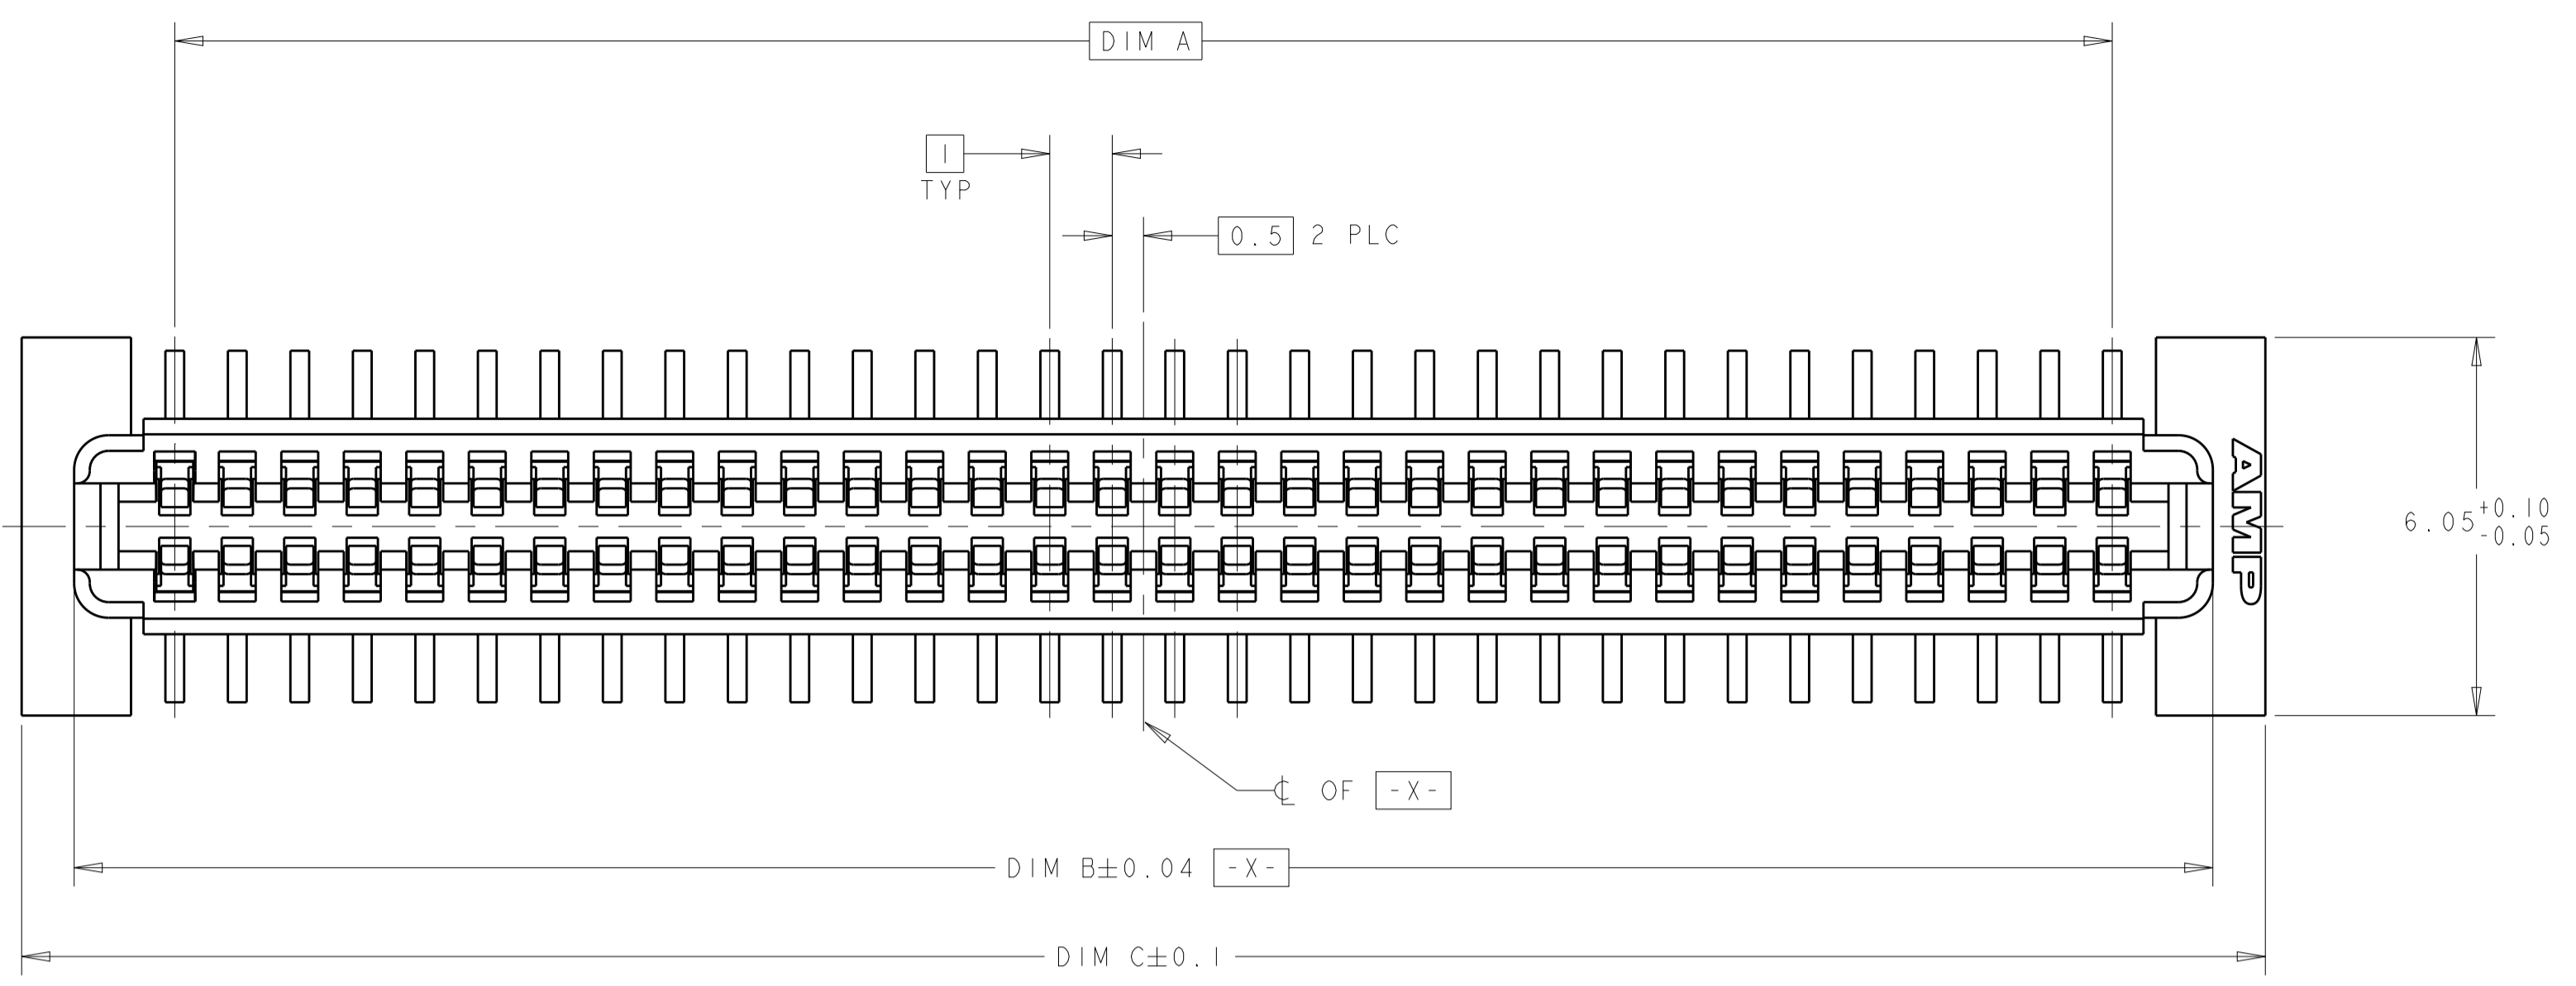 DIM A
1
TYP
0.5 2 PLC
AMP
6.05 +0.10
-0.05
℄ OF -X-
DIM B±0.04 -X-
DIM C±0.1